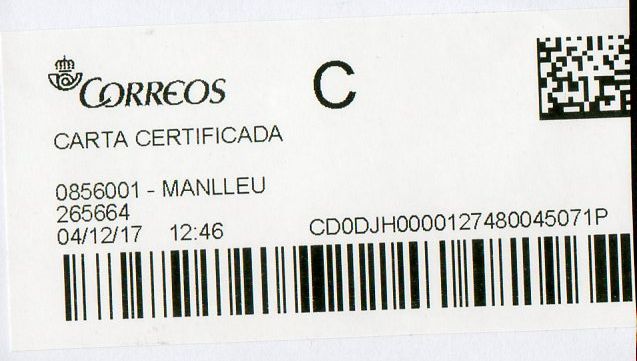 CORREOS
C
CARTA CERTIFICADA
0856001 - MANLLEU
265664
04/12/17 12:46
CD0DJH0000127480045071P